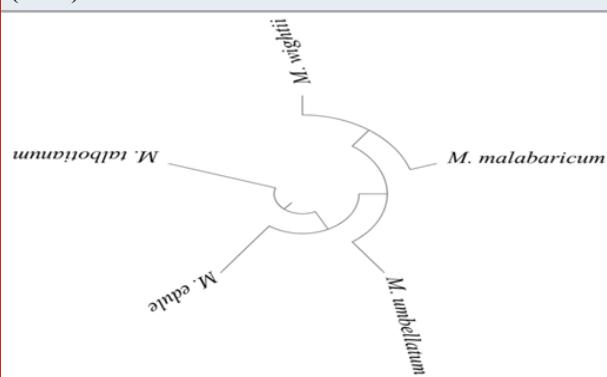 M. wightii
M. malabaricum
M. talbotianum
M. edule
M. umbellatum